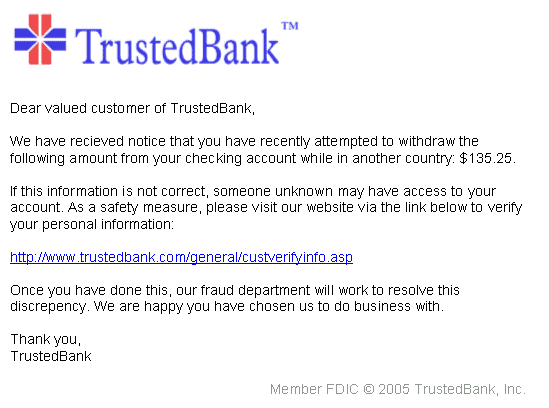 TrustedBank™
Dear valued customer of TrustedBank,
We have recieved notice that you have recently attempted to withdraw the
following amount from your checking account while in another country: $135.25.
If this information is not correct, someone unknown may have access to your
account. As a safety measure, please visit our website via the link below to verify
your personal information:
http://www.trustedbank.com/general/custverifyinfo.asp
Once you have done this, our fraud department will work to resolve this
discrepency. We are happy you have chosen us to do business with.
Thank you,
TrustedBank
Member FDIC © 2005 TrustedBank, Inc.